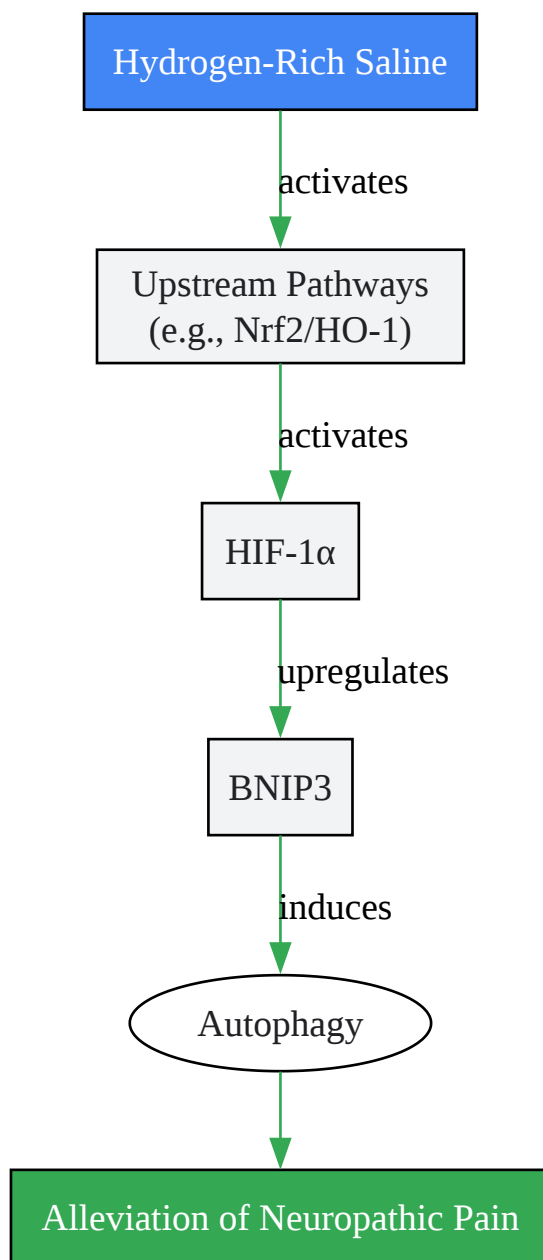 Hydrogen-Rich Saline
activates
Upstream Pathways
(e.g., Nrf2/HO-1)
activates
HIF-1α
upregulates
BNIP3
induces
Autophagy
Alleviation of Neuropathic Pain